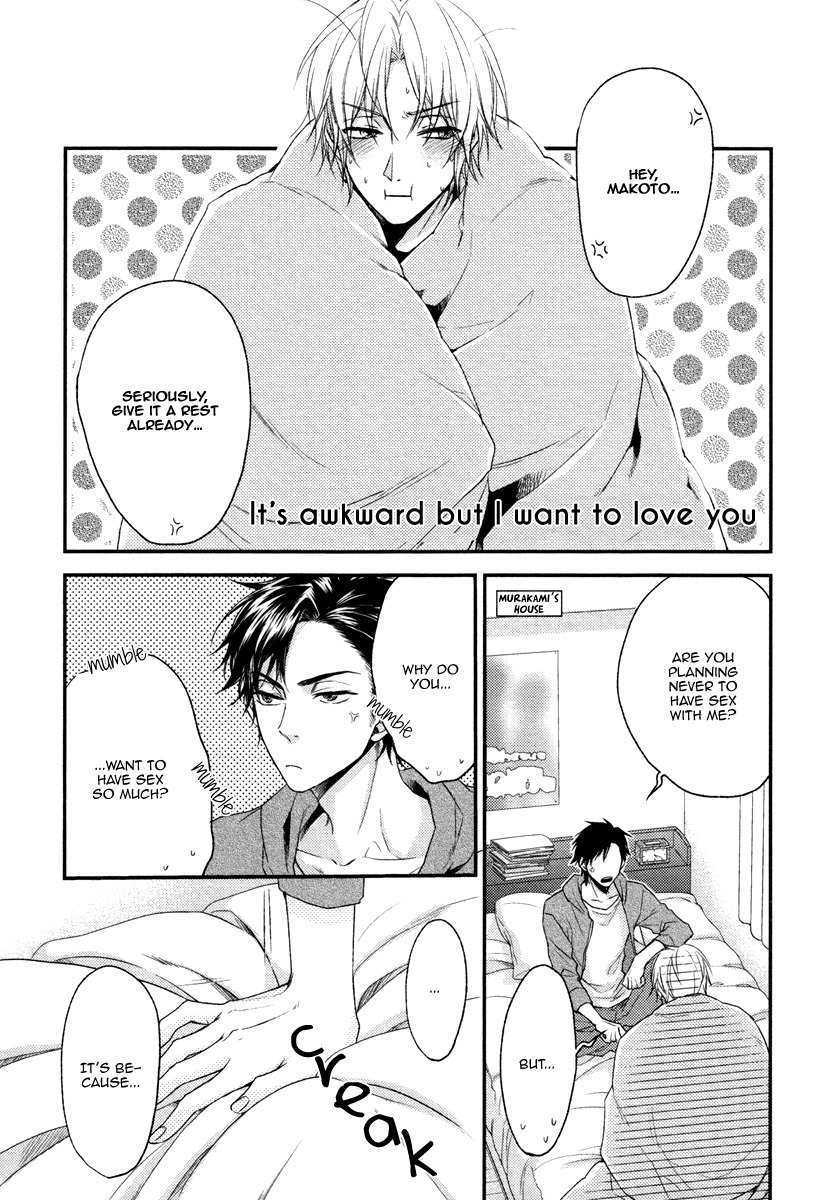 HEY,
MAKOTO...
SERIOUSLY,
GIVE IT A REST
ALREADY...
It's awkward but I want to love you
MURAKAMI'S
HOUSE
ARE YOU
PLANNING
NEVER TO
HAVE SEX
WITH ME?
BUT...
WHY DO
YOU...
mumble
mumble
...WANT TO
HAVE SEX
SO MUCH?
mumble
...
creak
IT'S BE-
CAUSE...